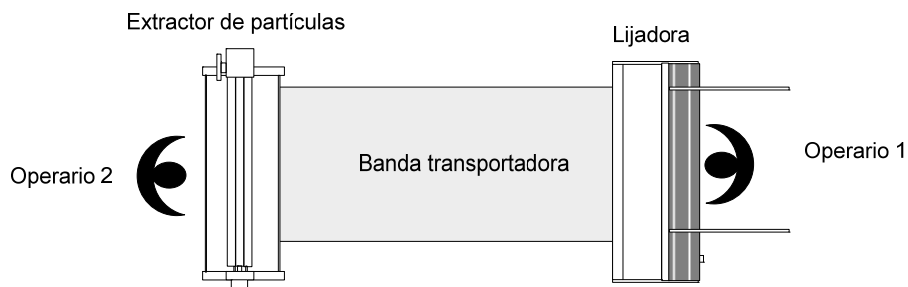 Extractor de partículas
Lijadora
Operario 2
Banda transportadora
Operario 1